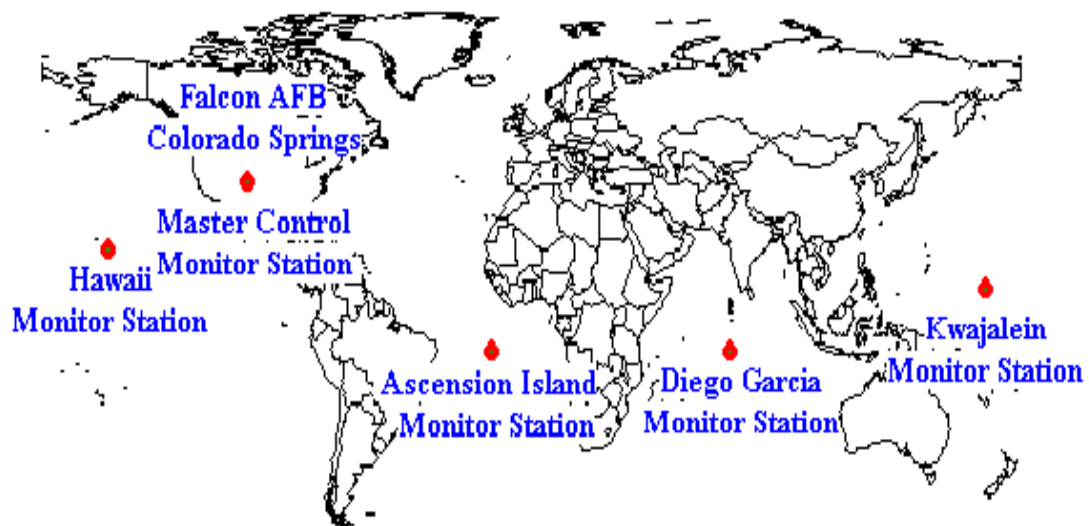 Falcon AFB
Colorado Springs
Master Control
Monitor Station
Hawaii
Monitor Station
Ascension Island
Monitor Station
Diego Garcia
Monitor Station
Kwajalein
Monitor Station